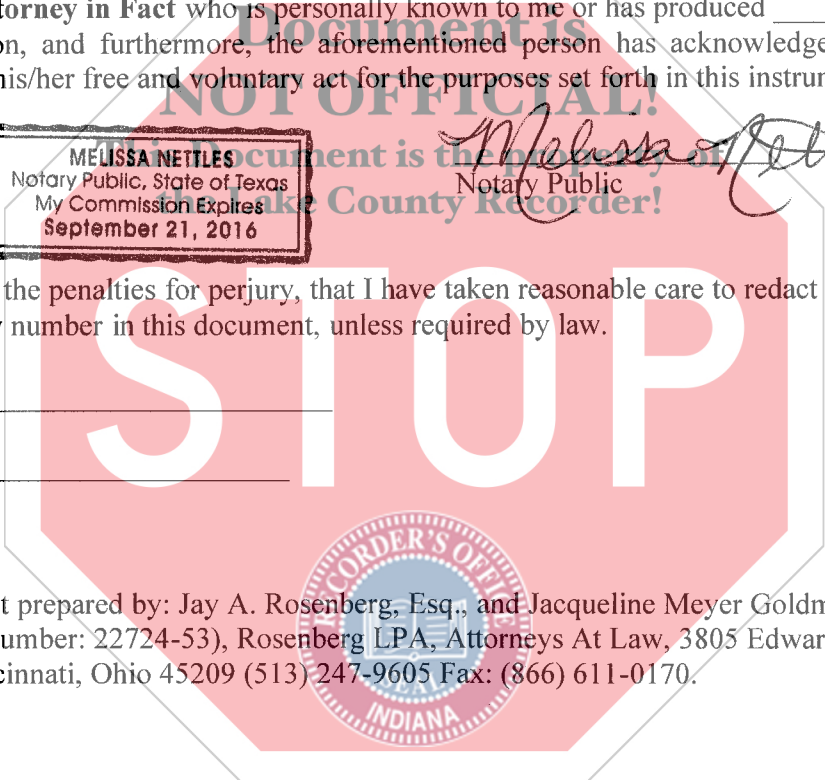 torney in Fact who is personally known to me or has produced
Document is
on, and furthermore, the aforementioned person has acknowledge
his/her free and voluntary act for the purposes set forth in this instrun
NOT OFFICIAL!
This Document is the property of
the Lake County Recorder!
MELISSA NETTLES
Notary Public, State of Texas
My Commission Expires
September 21, 2016
Melissa Nett
Notary Public
the penalties for perjury, that I have taken reasonable care to redact
y number in this document, unless required by law.
STOP
RECORDER'S OFFICE
SEAL
INDIANA
t prepared by: Jay A. Rosenberg, Esq., and Jacqueline Meyer Goldm
umber: 22724-53), Rosenberg LPA, Attorneys At Law, 3805 Edwar
cinnati, Ohio 45209 (513) 247-9605 Fax: (866) 611-0170.